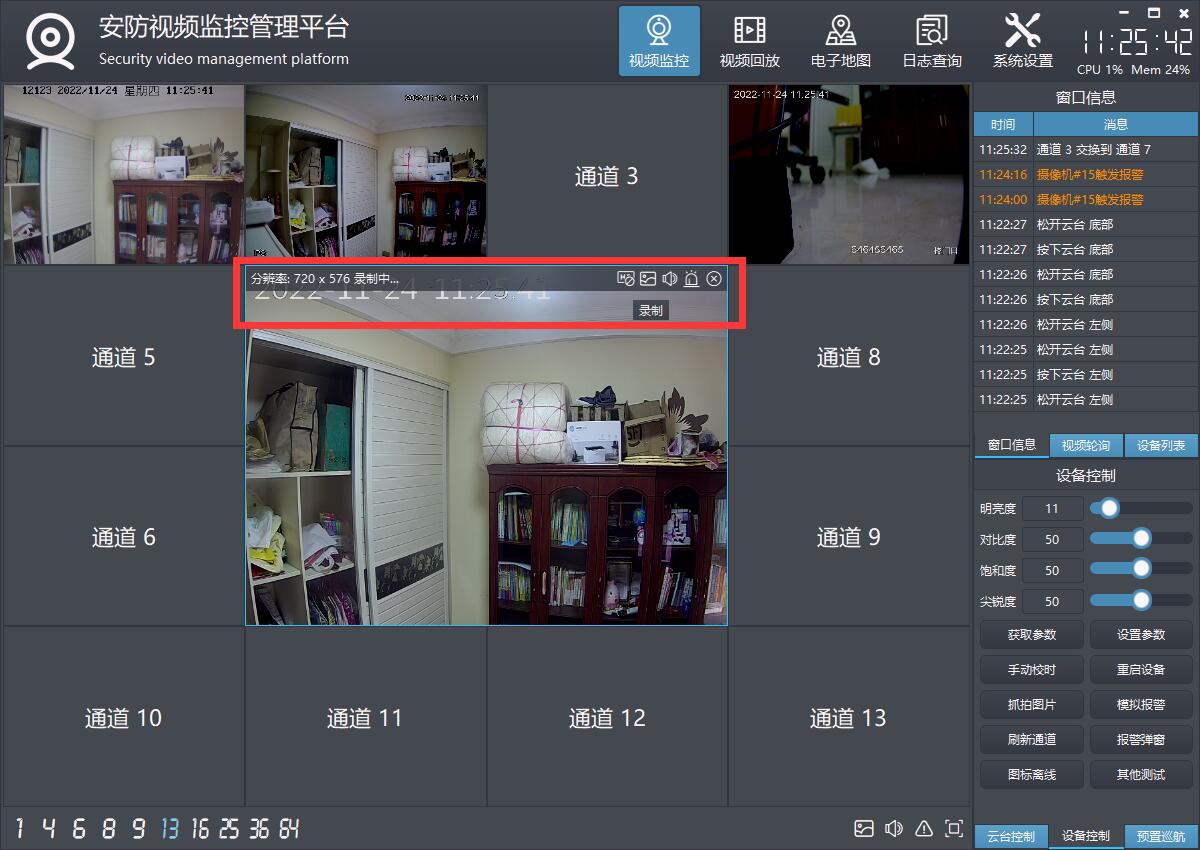 安防视频监控管理平台
Security video management platform
视频监控
视频回放
电子地图
日志查询
系统设置
11:25:42
CPU 1% Mem 24%
12123 2022/11/24 星期四 11:25:41
2022-11-24 11:25:41
通道 3
2022-11-24 11:25:41
546455465
楼门口
分辨率: 720 x 576 录制中...
2022-11-24 11:25:41
录制
通道 5
通道 8
通道 6
通道 9
通道 10
通道 11
通道 12
通道 13
1 4 6 8 9 13 16 25 36 64
窗口信息
时间 消息
11:25:32 通道 3 交换到 通道 7
11:24:16 摄像机#15触发报警
11:24:00 摄像机#15触发报警
11:22:27 松开云台 底部
11:22:27 按下云台 底部
11:22:26 松开云台 底部
11:22:26 按下云台 底部
11:22:26 松开云台 左侧
11:22:25 松开云台 左侧
11:22:25 按下云台 左侧
11:22:25 松开云台 左侧
窗口信息 视频轮询 设备列表
设备控制
明亮度 11
对比度 50
饱和度 50
尖锐度 50
获取参数 设置参数
手动校时 重启设备
抓拍图片 模拟报警
刷新通道 报警弹窗
图标离线 其他测试
云台控制 设备控制 预置巡航